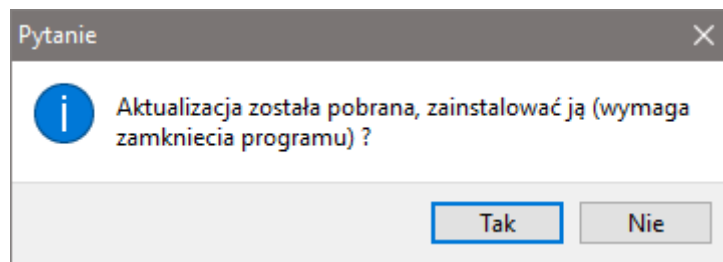 Pytanie
Aktualizacja została pobrana, zainstalować ją (wymaga
zamkniecia programu) ?
Tak
Nie